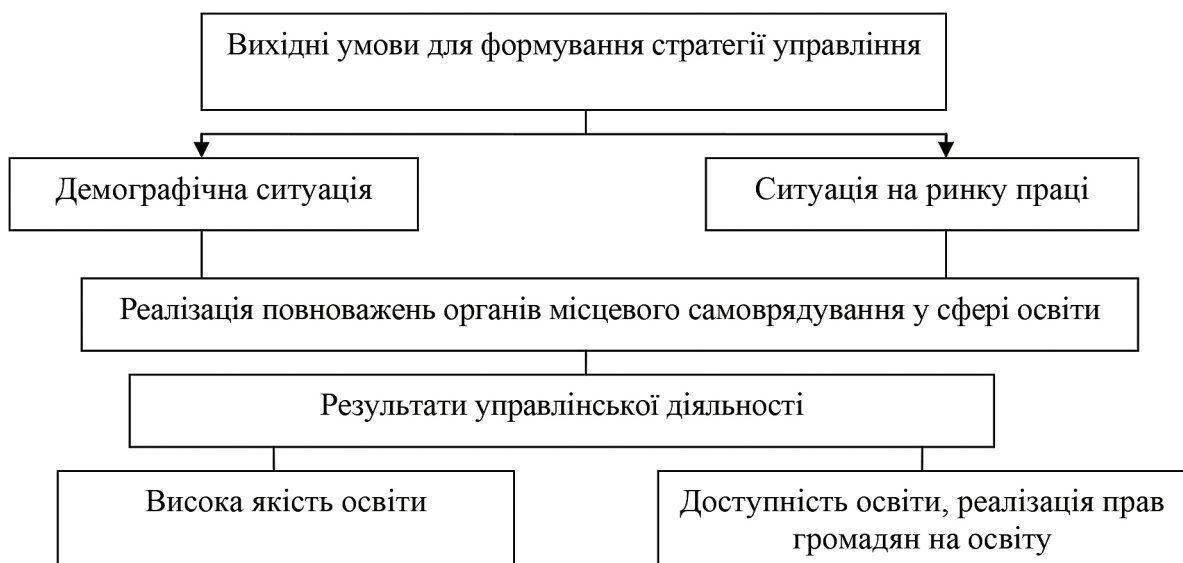 Вихідні умови для формування стратегії управління
Демографічна ситуація
Ситуація на ринку праці
Реалізація повноважень органів місцевого самоврядування у сфері освіти
Результати управлінської діяльності
Висока якість освіти
Доступність освіти, реалізація прав
громадян на освіту